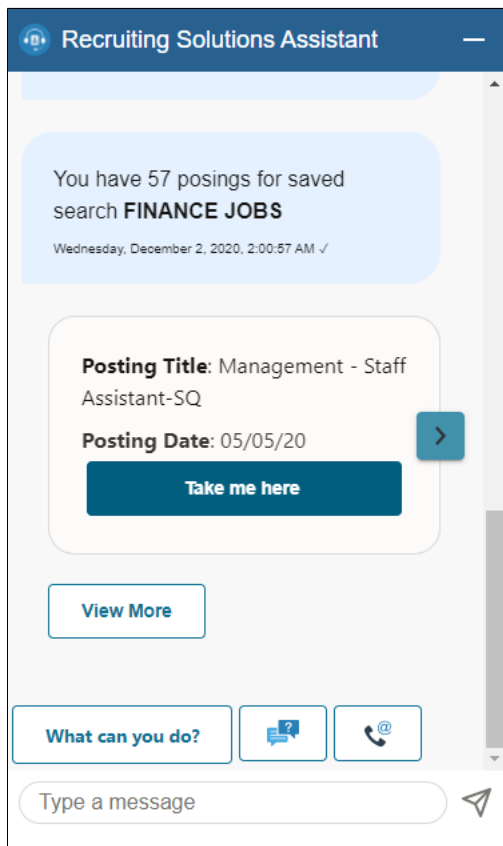 Recruiting Solutions Assistant
You have 57 posings for saved
search FINANCE JOBS
Wednesday, December 2, 2020, 2:00:57 AM ✓
Posting Title: Management - Staff
Assistant-SQ
Posting Date: 05/05/20
Take me here
View More
What can you do?
?
@
Type a message